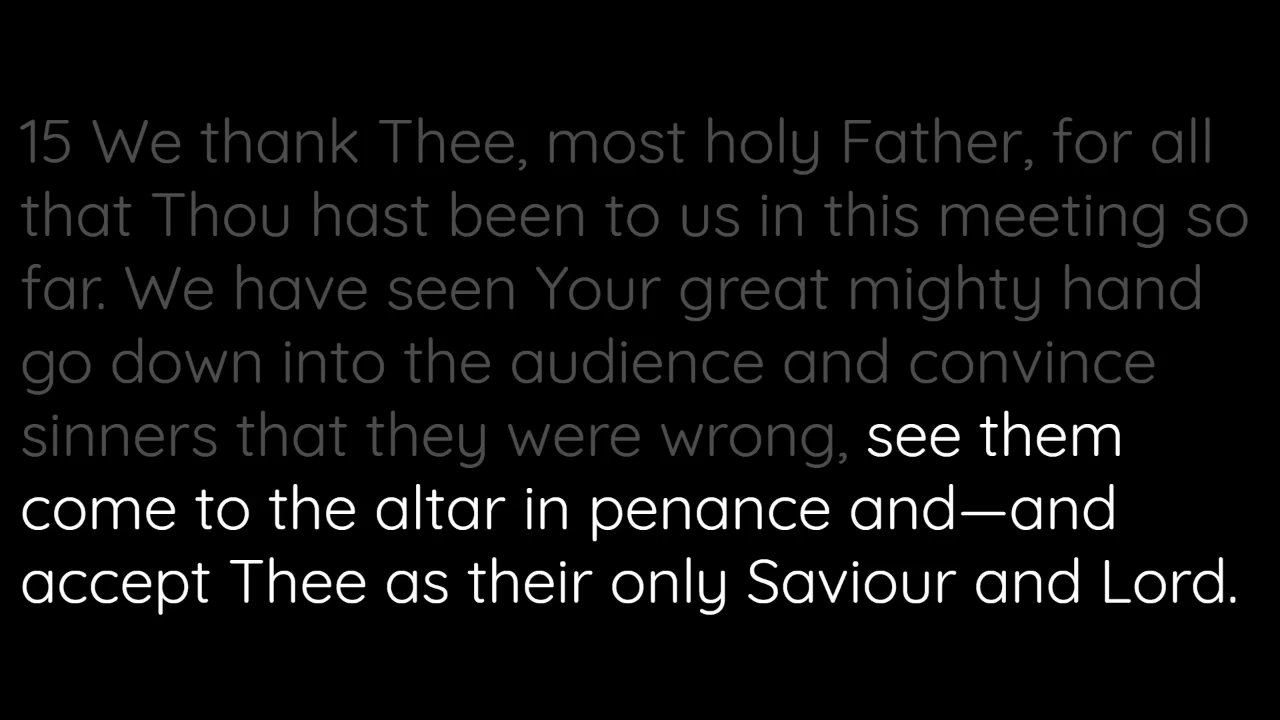 15 We thank Thee, most holy Father, for all
that Thou hast been to us in this meeting so
far. We have seen Your great mighty hand
go down into the audience and convince
sinners that they were wrong, see them
come to the altar in penance and—and
accept Thee as their only Saviour and Lord.